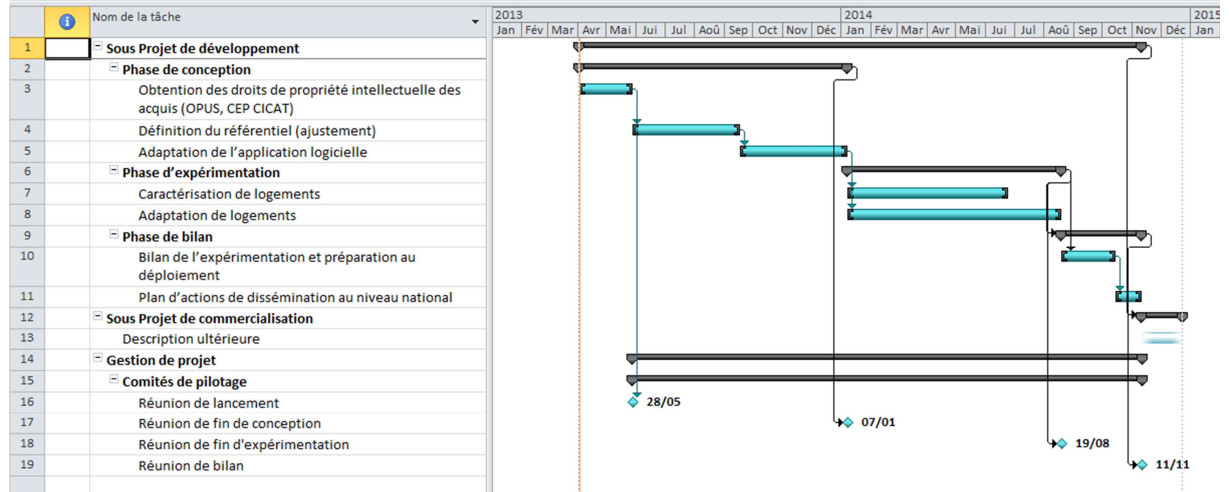 Nom de la tâche
2013 2014 2015
Jan Fév Mar Avr Mai Jui Jul Aoû Sep Oct Nov Déc Jan Fév Mar Avr Mai Jui Jul Aoû Sep Oct Nov Déc Jan
1 Sous Projet de développement
2 Phase de conception
3 Obtention des droits de propriété intellectuelle des
acquis (OPUS, CEP CICAT)
4 Définition du référentiel (ajustement)
5 Adaptation de l’application logicielle
6 Phase d’expérimentation
7 Caractérisation de logements
8 Adaptation de logements
9 Phase de bilan
10 Bilan de l’expérimentation et préparation au
déploiement
11 Plan d’actions de dissémination au niveau national
12 Sous Projet de commercialisation
13 Description ultérieure
14 Gestion de projet
15 Comités de pilotage
16 Réunion de lancement 28/05
17 Réunion de fin de conception 07/01
18 Réunion de fin d'expérimentation 19/08
19 Réunion de bilan 11/11